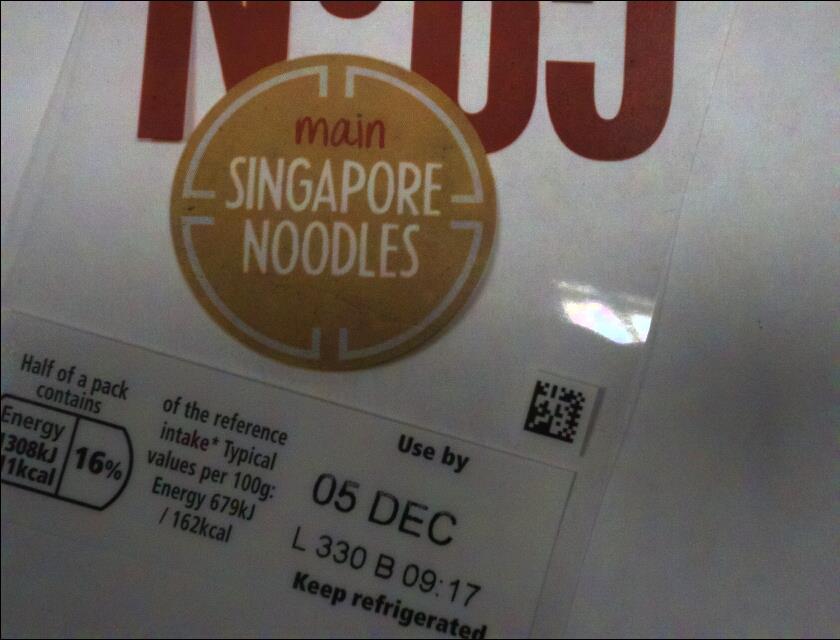 main
SINGAPORE
NOODLES
Half of a pack
contains
Energy
1308kJ
16%
of the reference
intake* Typical
values per 100g:
Energy 679kJ
/ 162kcal
Use by
05 DEC
L 330 B 09:17
Keep refrigerated